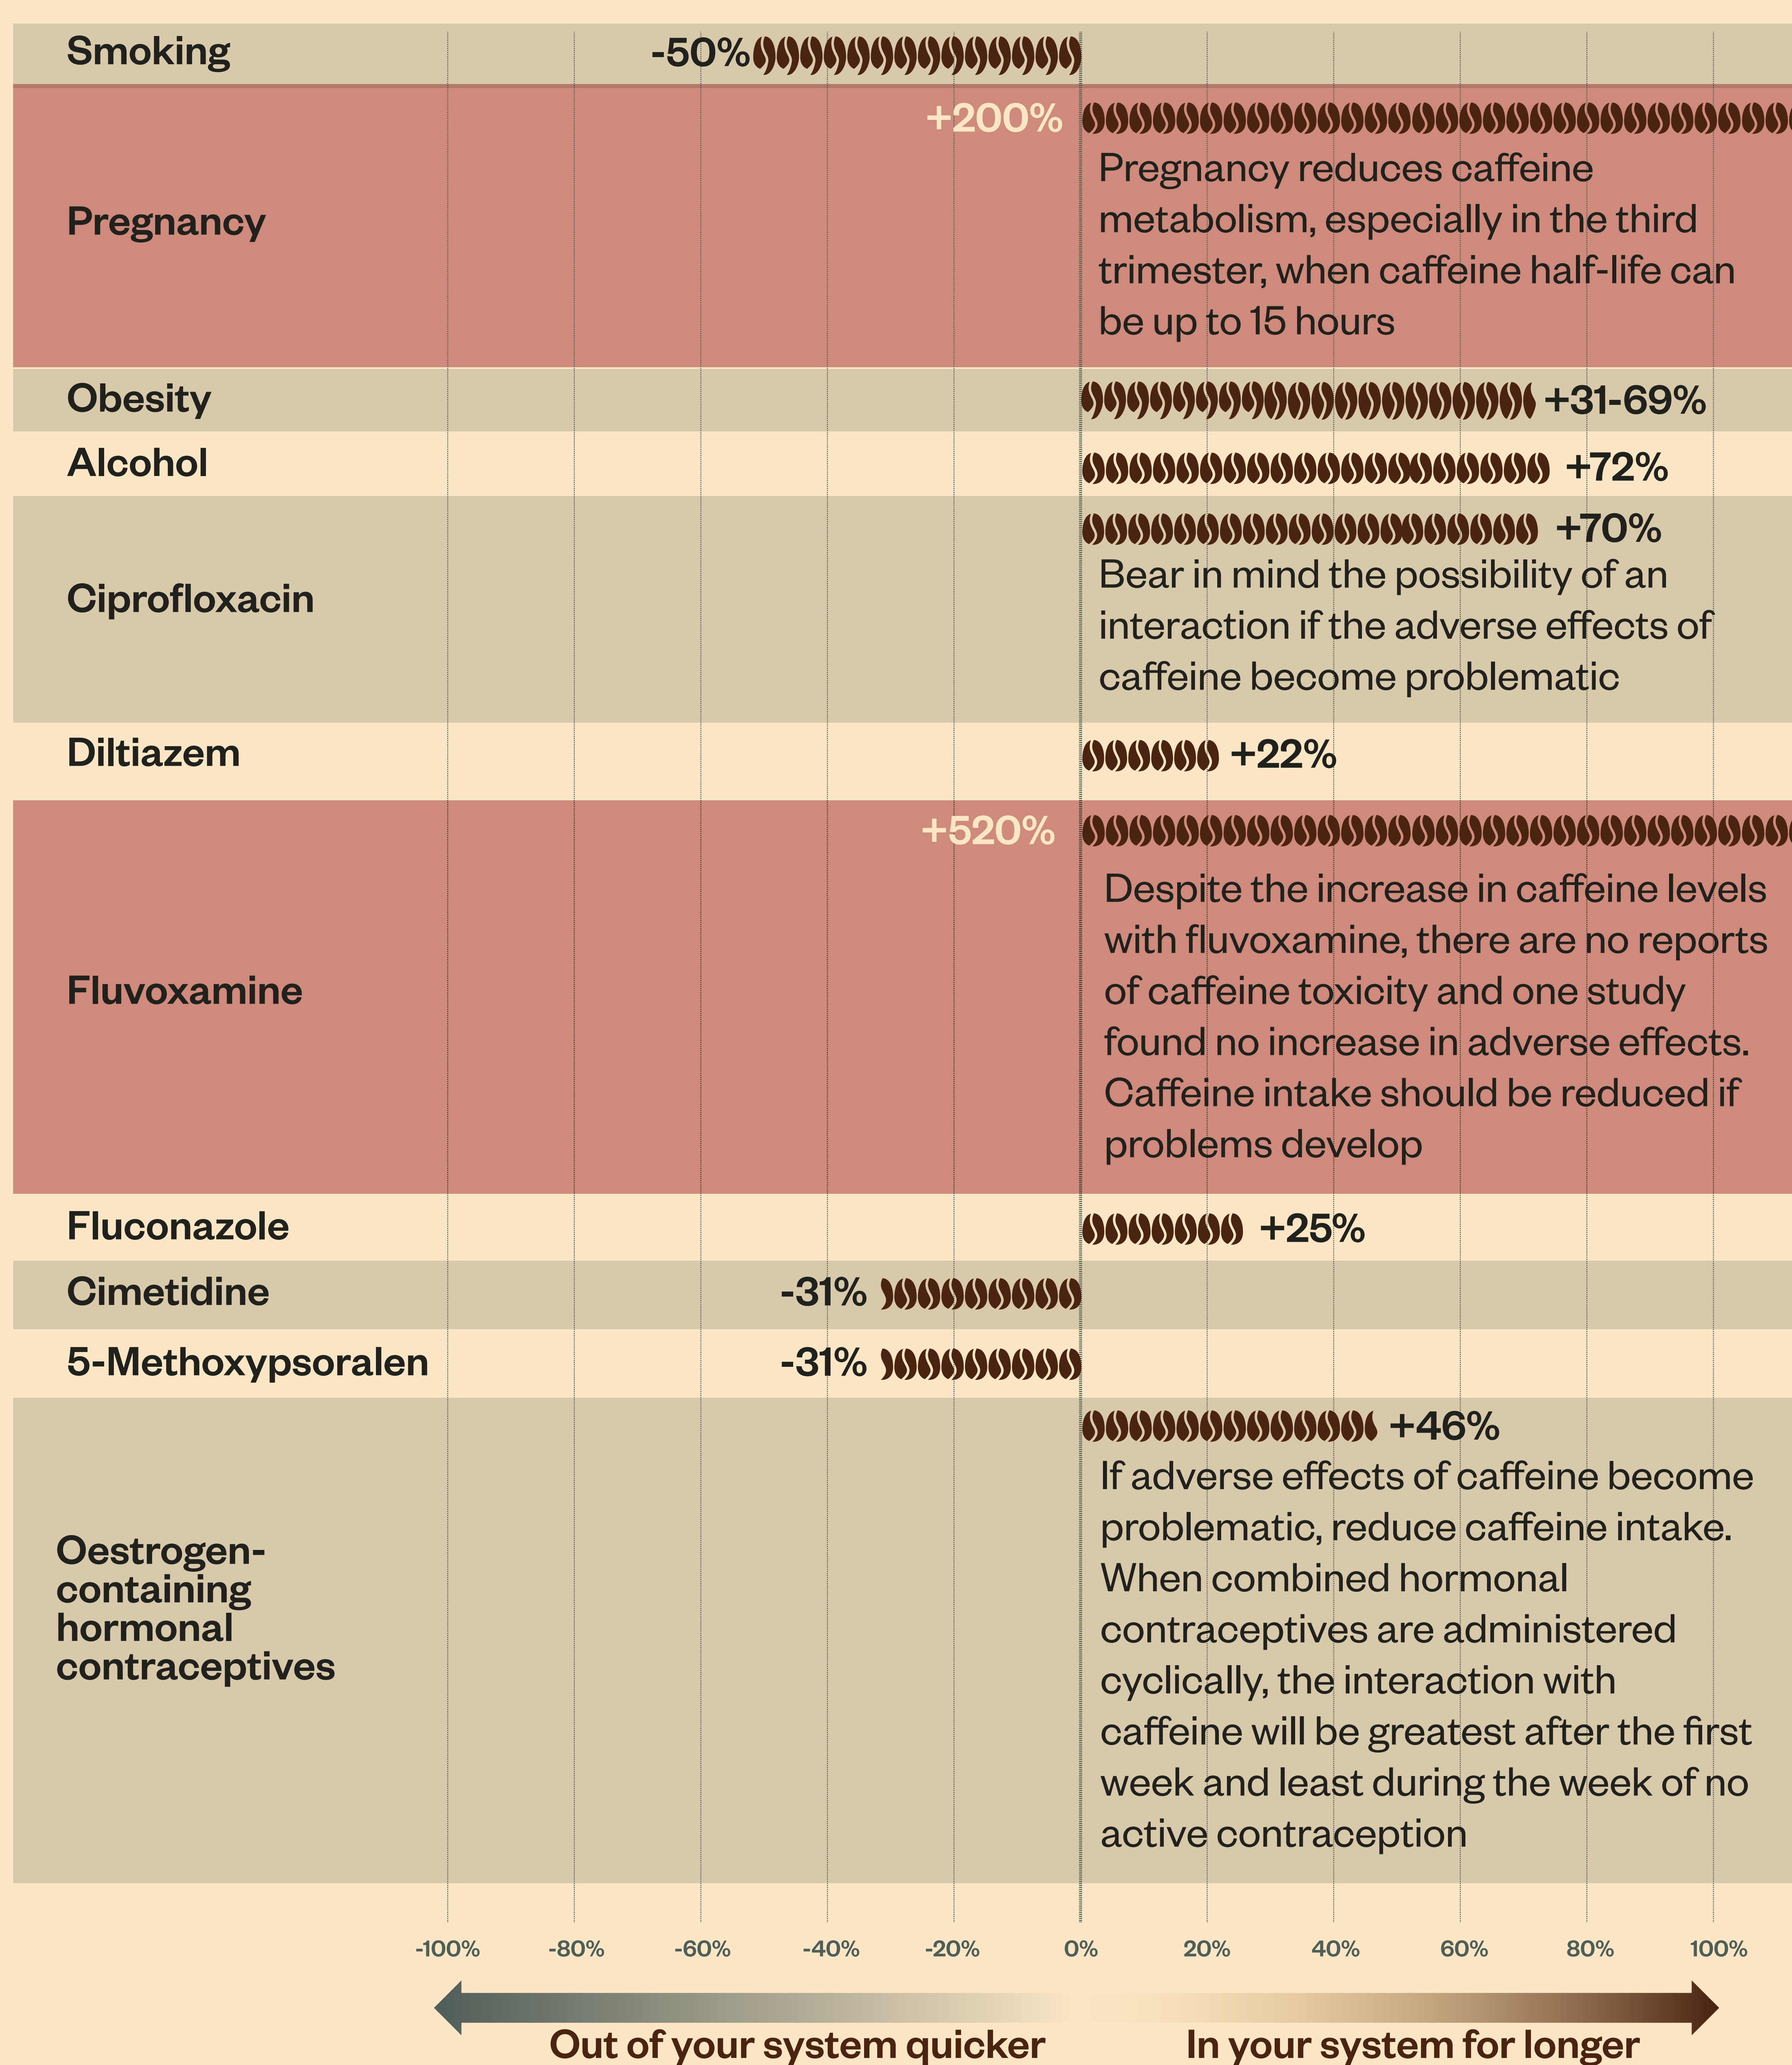 Smoking
-50%
+200%
Pregnancy reduces caffeine
metabolism, especially in the third
Pregnancy
trimester, when caffeine half-life can
be up to 15 hours
Obesity
+31-69%
Alcohol
+72%
+70%
Bear in mind the possibility of an
Ciprofloxacin
interaction if the adverse effects of
caffeine become problematic
Diltiazem
+22%
+520%
Despite the increase in caffeine levels
with fluvoxamine, there are no reports
Fluvoxamine
of caffeine toxicity and one study
found no increase in adverse effects.
Caffeine intake should be reduced if
problems develop
Fluconazole
+25%
Cimetidine
-31%
5-Methoxypsoralen
-31%
+46%
Oestrogen-
containing
hormonal
contraceptives
If adverse effects of caffeine become
problematic, reduce caffeine intake.
When combined hormonal
contraceptives are administered
cyclically, the interaction with
caffeine will be greatest after the first
week and least during the week of no
active contraception
-100% -80% -60% -40% -20% 0% 20% 40% 60% 80% 100%
Out of your system quicker
In your system for longer